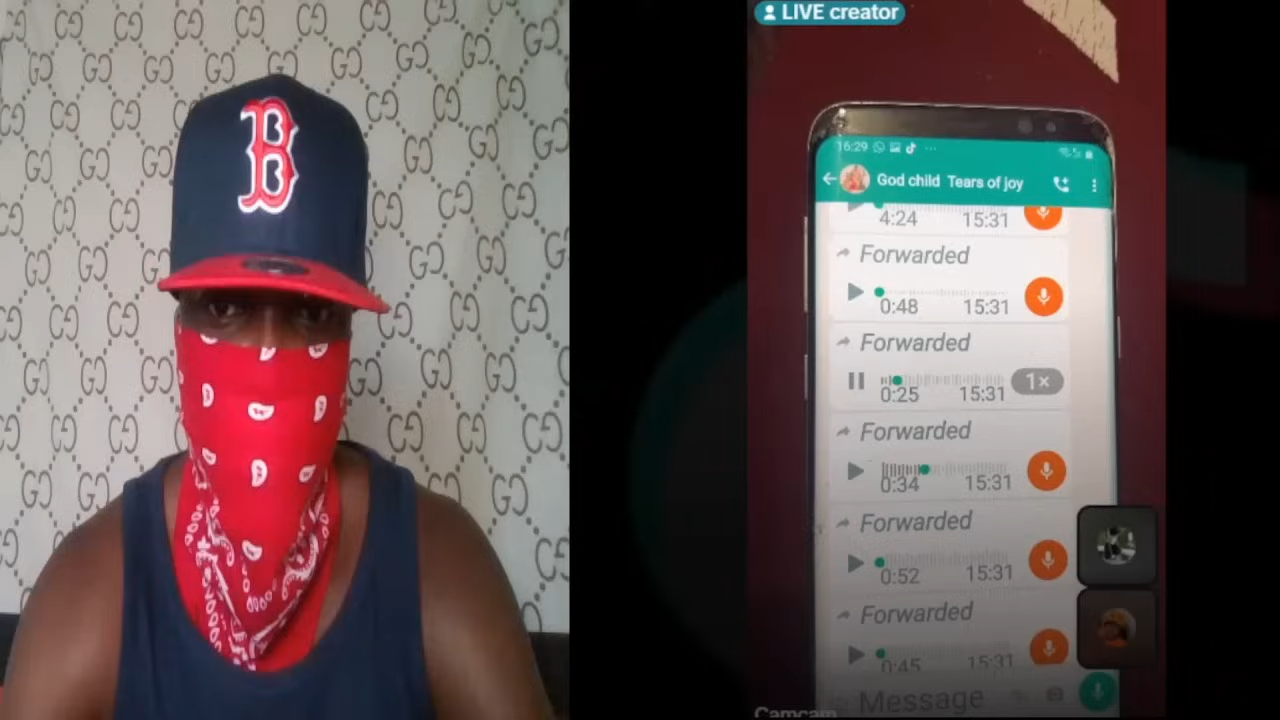 B
LIVE creator
16:29
God child Tears of joy
4:24 15:31
Forwarded
0:48 15:31
Forwarded
0:25 15:31 1×
Forwarded
0:34 15:31
Forwarded
0:52 15:31
Forwarded
0:45 15:31
Message
Camcam